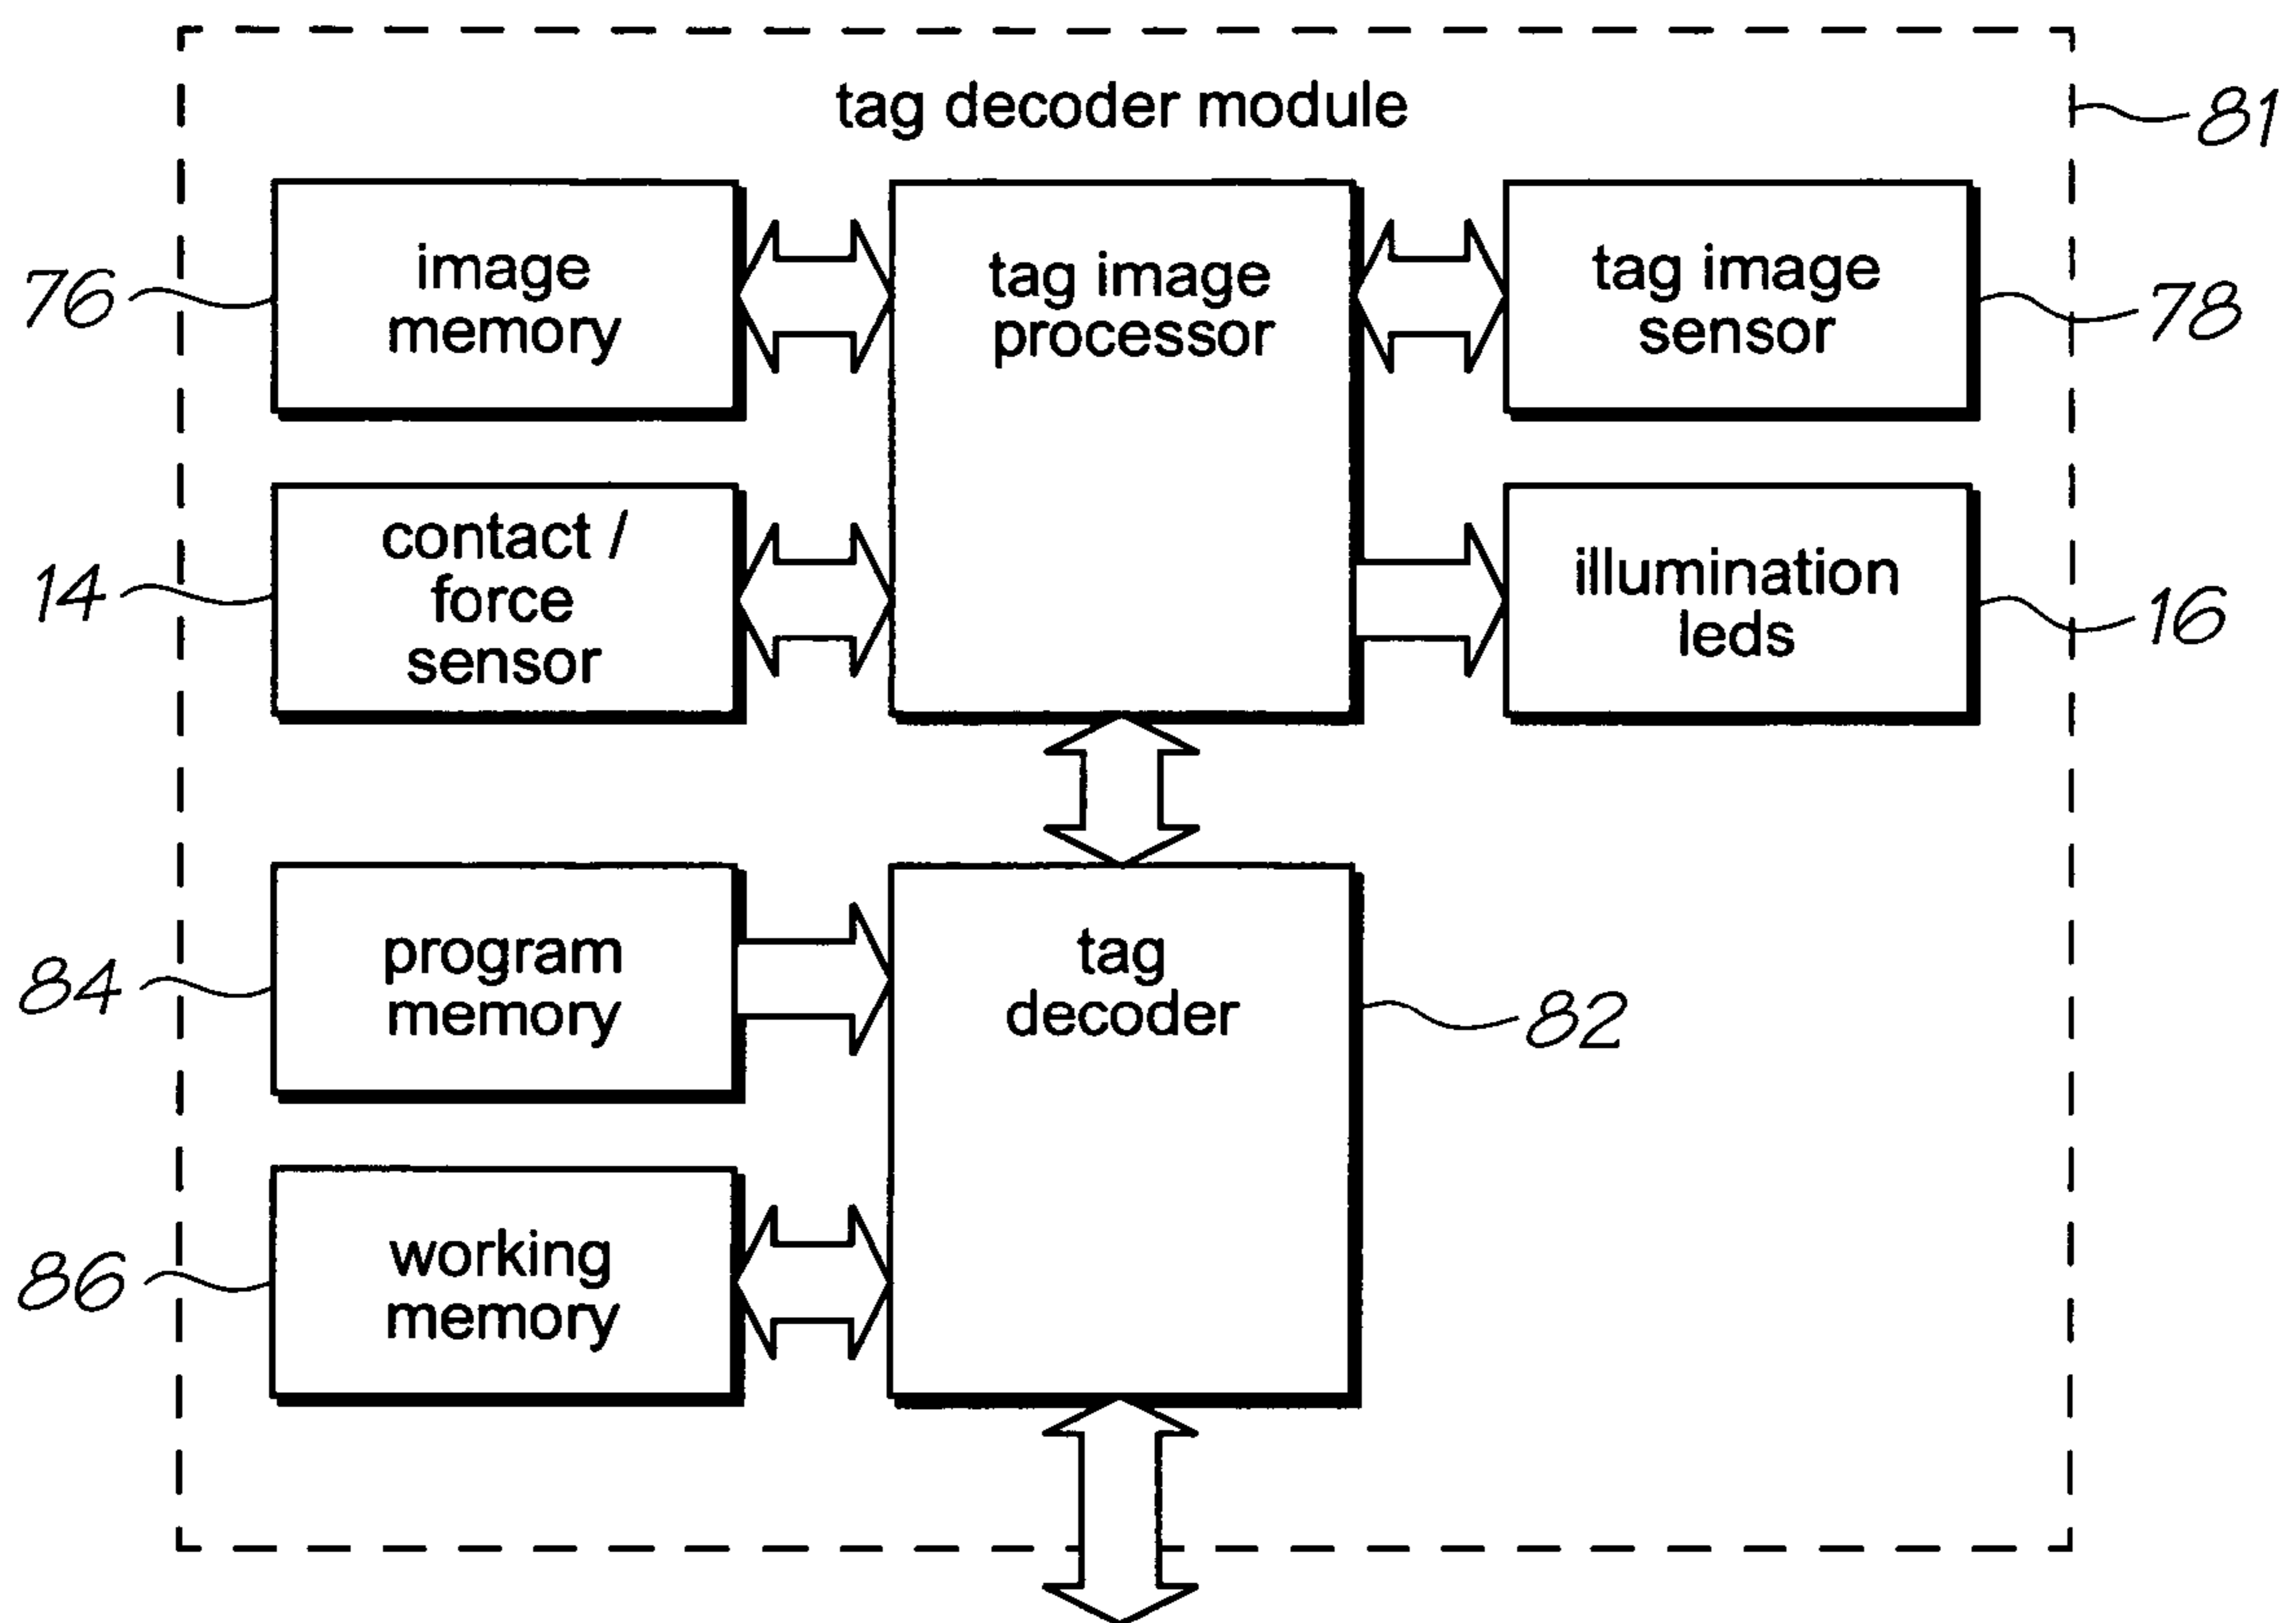 tag decoder module
81
76
image
memory
tag image
processor
tag image
sensor
78
14
contact /
force
sensor
illumination
leds
16
84
program
memory
tag
decoder
82
86
working
memory